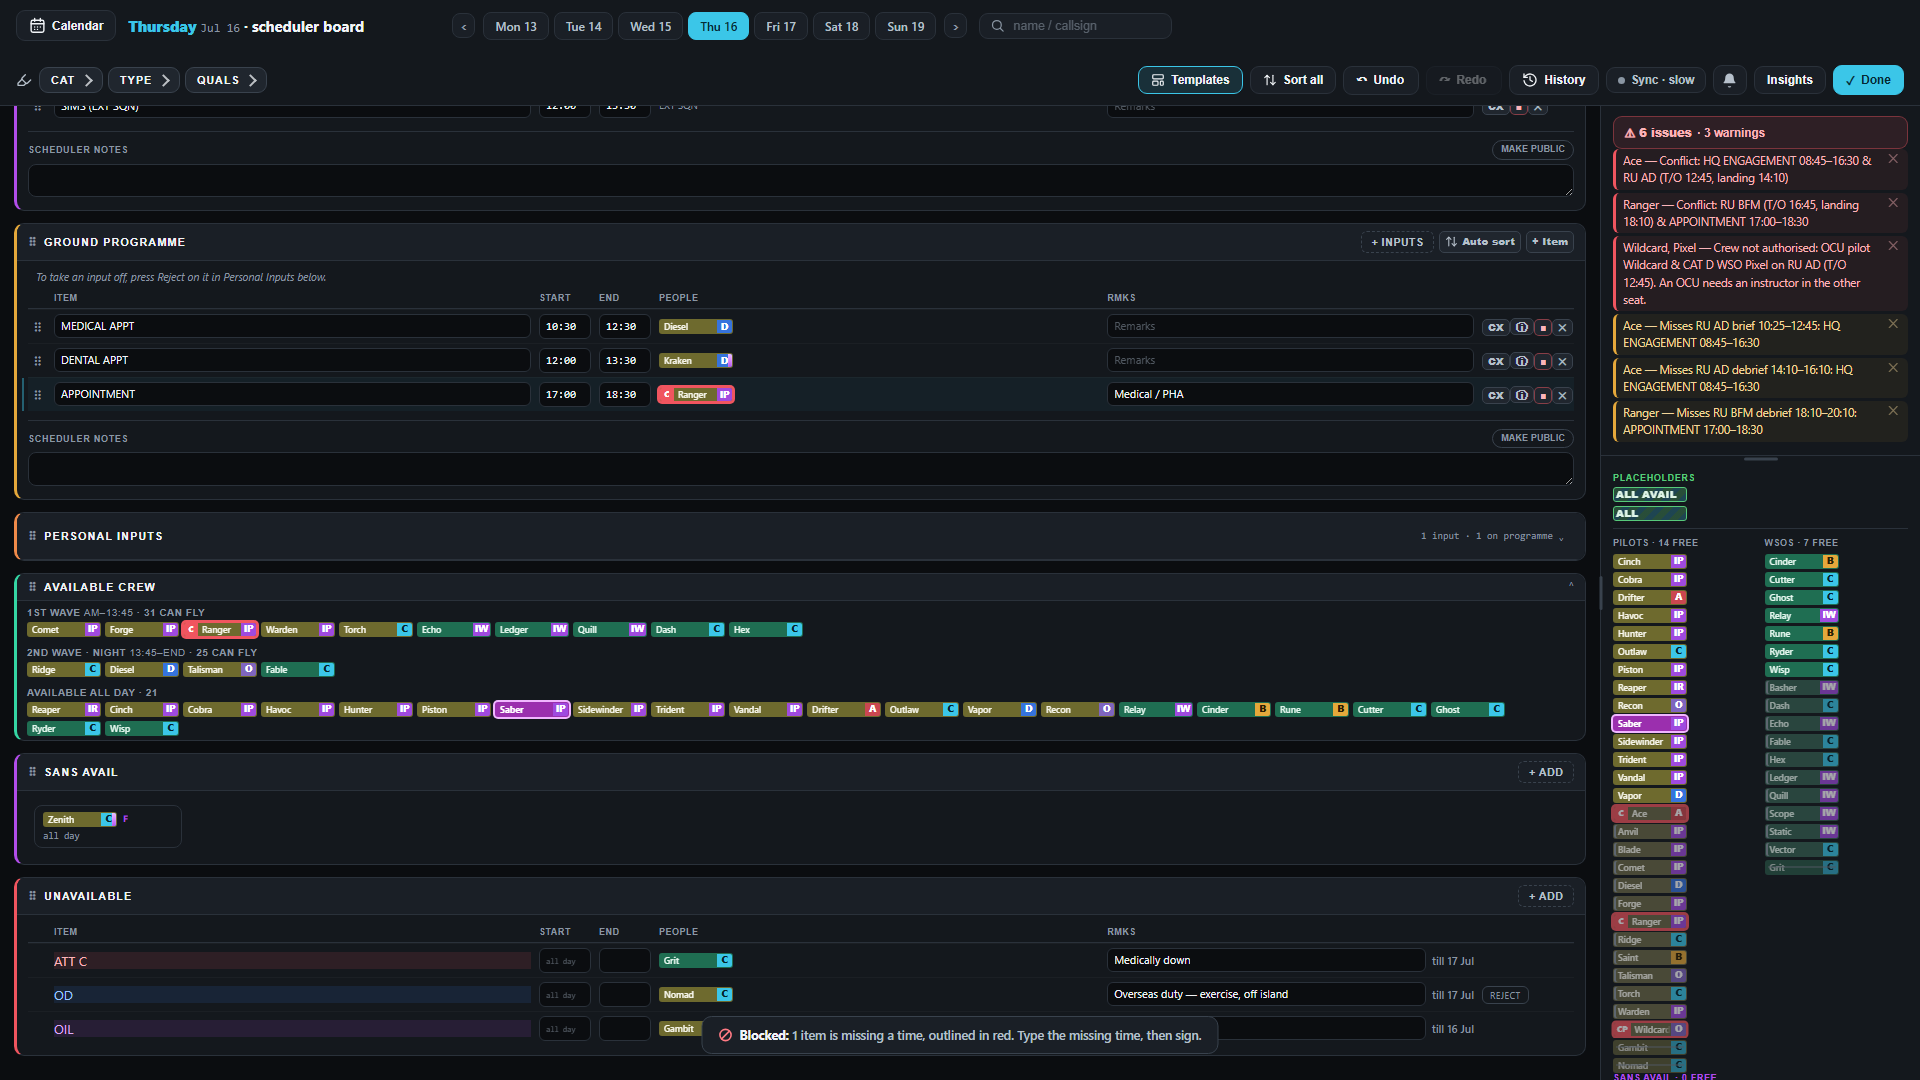 Calendar
Thursday Jul 16 · scheduler board
‹ Mon 13 Tue 14 Wed 15 Thu 16 Fri 17 Sat 18 Sun 19 ›
name / callsign
CAT TYPE QUALS
Templates Sort all Undo Redo History Sync · slow Insights ✓ Done
SIMS (EXT SQN) 12:00 EXT SQN Remarks CX
SCHEDULER NOTES MAKE PUBLIC
GROUND PROGRAMME + INPUTS Auto sort + Item
To take an input off, press Reject on it in Personal Inputs below.
ITEM START END PEOPLE RMKS
MEDICAL APPT 10:30 12:30 Diesel D Remarks CX
DENTAL APPT 12:00 13:30 Kraken D Remarks CX
APPOINTMENT 17:00 18:30 C Ranger IP Medical / PHA CX
SCHEDULER NOTES MAKE PUBLIC
PERSONAL INPUTS 1 input · 1 on programme
AVAILABLE CREW
1ST WAVE AM–13:45 · 31 CAN FLY
Comet IP Forge IP C Ranger IP Warden IP Torch C Echo IW Ledger IW Quill IW Dash C Hex C
2ND WAVE · NIGHT 13:45–END · 25 CAN FLY
Ridge C Diesel D Talisman O Fable C
AVAILABLE ALL DAY · 21
Reaper IR Cinch IP Cobra IP Havoc IP Hunter IP Piston IP Saber IP Sidewinder IP Trident IP Vandal IP Drifter A Outlaw C Vapor D Recon O Relay IW Cinder B Rune B Cutter C Ghost C
Ryder C Wisp C
SANS AVAIL + ADD
Zenith C F
all day
UNAVAILABLE + ADD
ITEM START END PEOPLE RMKS
ATT C all day Grit C Medically down till 17 Jul
OD all day Nomad C Overseas duty — exercise, off island till 17 Jul REJECT
OIL all day Gambit till 16 Jul
Blocked: 1 item is missing a time, outlined in red. Type the missing time, then sign.
6 issues · 3 warnings
Ace — Conflict: HQ ENGAGEMENT 08:45–16:30 &
RU AD (T/O 12:45, landing 14:10)
Ranger — Conflict: RU BFM (T/O 16:45, landing
18:10) & APPOINTMENT 17:00–18:30
Wildcard, Pixel — Crew not authorised: OCU pilot
Wildcard & CAT D WSO Pixel on RU AD (T/O
12:45). An OCU needs an instructor in the other
seat.
Ace — Misses RU AD brief 10:25–12:45: HQ
ENGAGEMENT 08:45–16:30
Ace — Misses RU AD debrief 14:10–16:10: HQ
ENGAGEMENT 08:45–16:30
Ranger — Misses RU BFM debrief 18:10–20:10:
APPOINTMENT 17:00–18:30
PLACEHOLDERS
ALL AVAIL
ALL
PILOTS · 14 FREE
Cinch IP
Cobra IP
Drifter A
Havoc IP
Hunter IP
Outlaw C
Piston IP
Reaper IR
Recon O
Saber IP
Sidewinder IP
Trident IP
Vandal IP
Vapor D
C Ace A
Anvil IP
Blade IP
Comet IP
Diesel D
Forge IP
C Ranger IP
Ridge C
Saint B
Talisman O
Torch C
Warden IP
CP Wildcar O
Gambit C
Nomad C
SANS AVAIL · 0 FREE
WSOS · 7 FREE
Cinder B
Cutter C
Ghost C
Relay IW
Rune B
Ryder C
Wisp C
Basher IW
Dash C
Echo IW
Fable C
Hex C
Ledger IW
Quill IW
Scope IW
Static IW
Vector C
Grit C